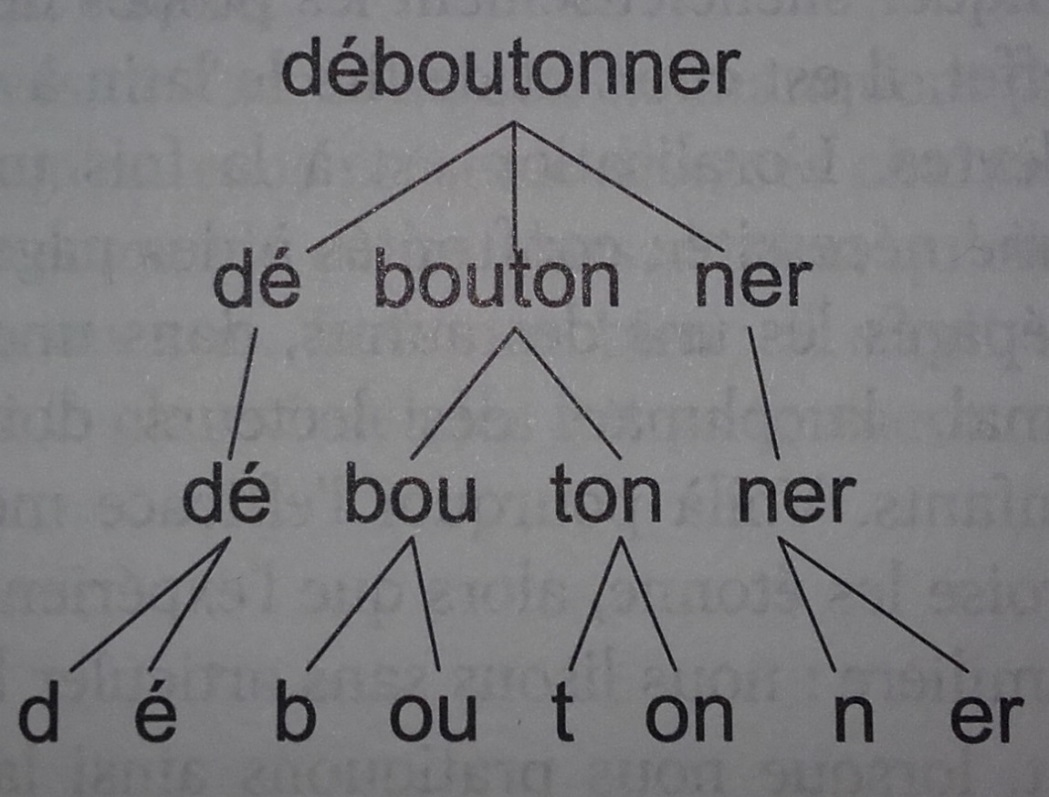 déboutonner
dé bouton ner
dé bou ton ner
d é b ou t on n er